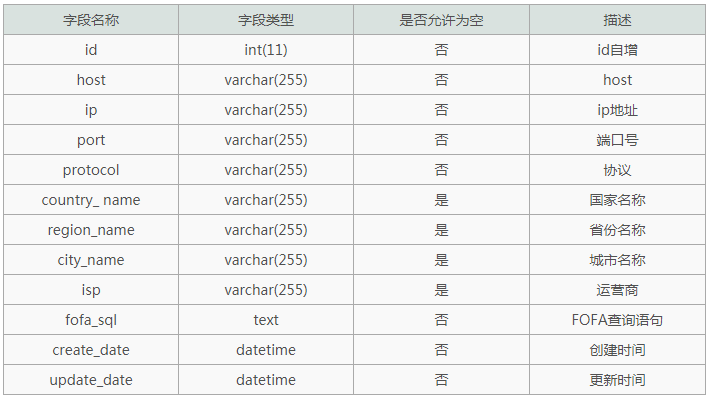 字段名称 字段类型 是否允许为空 描述
id int(11) 否 id自增
host varchar(255) 否 host
ip varchar(255) 否 ip地址
port varchar(255) 否 端口号
protocol varchar(255) 否 协议
country_ name varchar(255) 是 国家名称
region_name varchar(255) 是 省份名称
city_name varchar(255) 是 城市名称
isp varchar(255) 是 运营商
fofa_sql text 否 FOFA查询语句
create_date datetime 否 创建时间
update_date datetime 否 更新时间